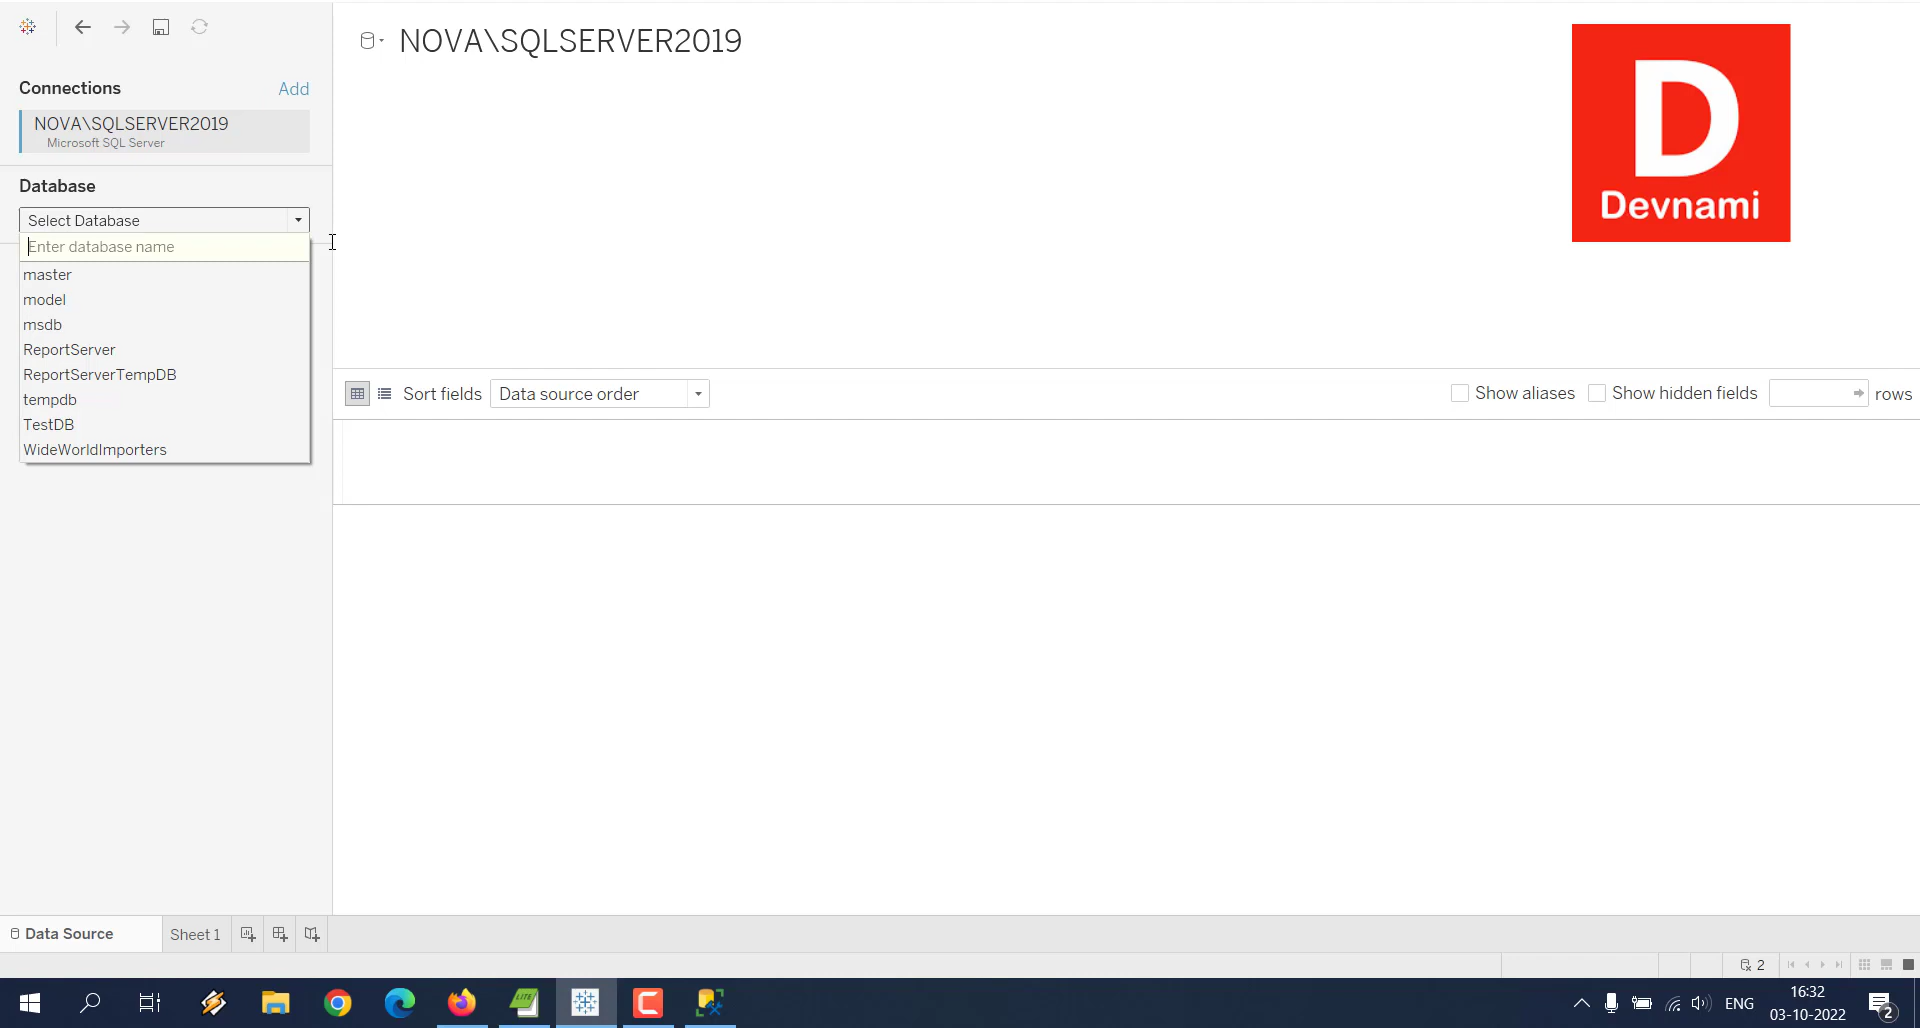 NOVA\SQLSERVER2019
D
Devnami
Connections
Add
NOVA\SQLSERVER2019
Microsoft SQL Server
Database
Select Database
Enter database name
master
model
msdb
ReportServer
ReportServerTempDB
tempdb
TestDB
WideWorldImporters
Sort fields
Data source order
Show aliases
Show hidden fields
rows
Data Source
Sheet 1
2
LITE
ENG
16:32
03-10-2022
2